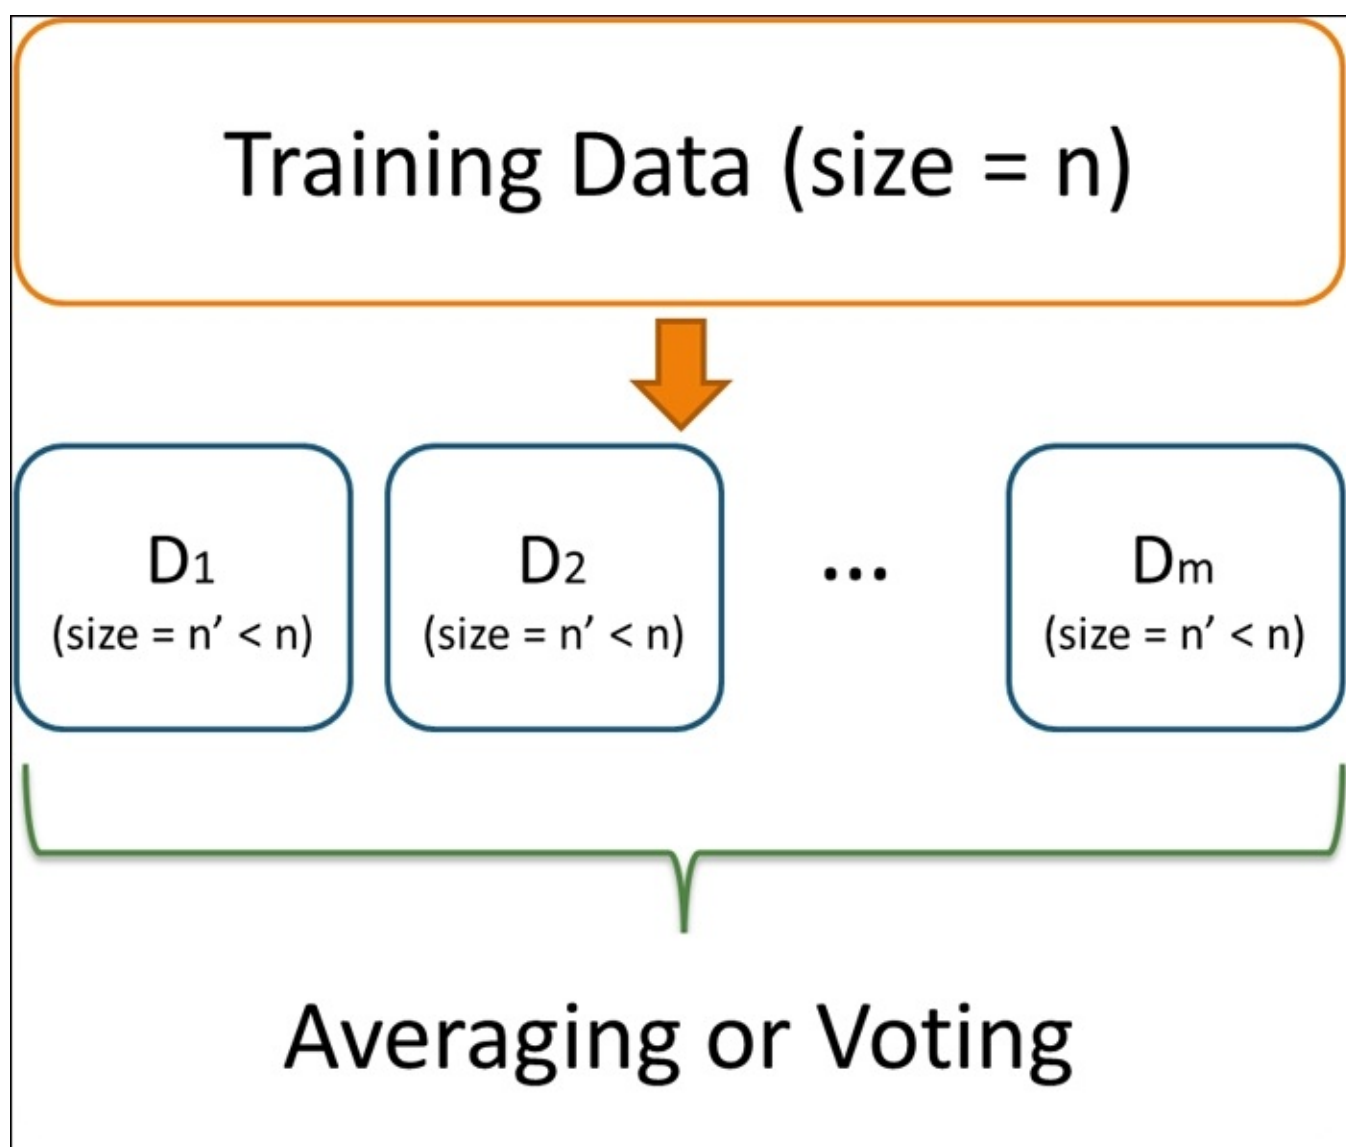 Training Data (size = n)
D1 D2 ... Dm
(size = n’ < n) (size = n’ < n) (size = n’ < n)
Averaging or Voting